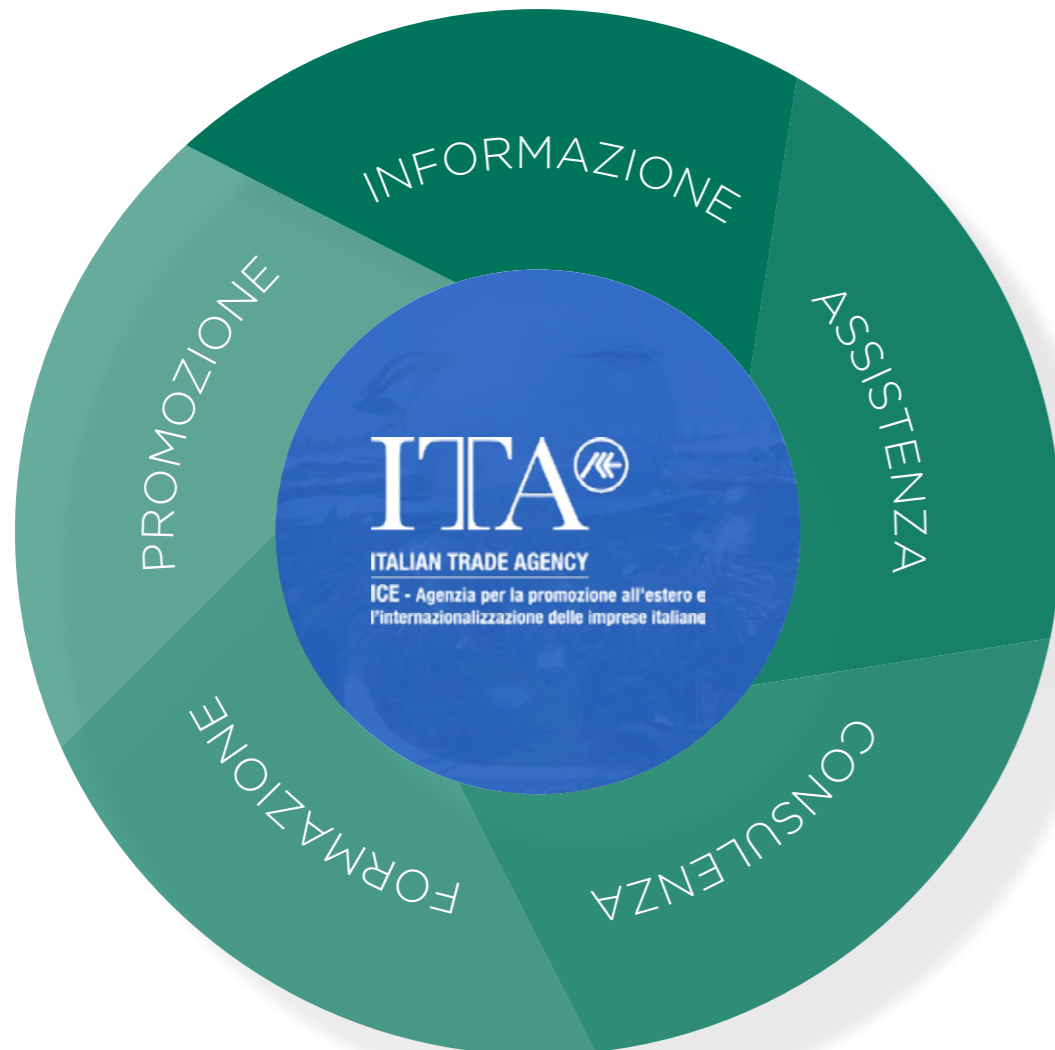 INFORMAZIONE
ASSISTENZA
CONSULENZA
FORMAZIONE
PROMOZIONE
ITA
ITALIAN TRADE AGENCY
ICE - Agenzia per la promozione all'estero e
l'internazionalizzazione delle imprese italiane